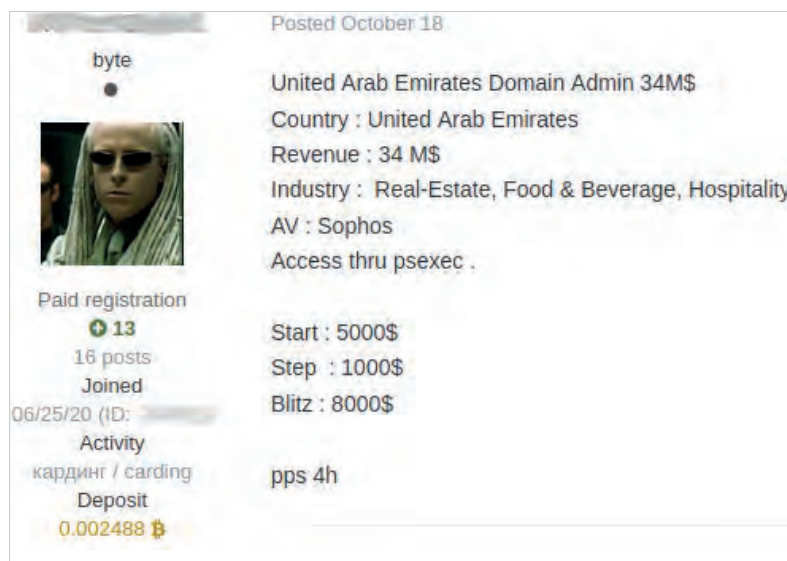 byte
Paid registration
13
16 posts
Joined
06/25/20 (ID:
Activity
кардинг / carding
Deposit
0.002488 ₿
Posted October 18
United Arab Emirates Domain Admin 34M$
Country : United Arab Emirates
Revenue : 34 M$
Industry : Real-Estate, Food & Beverage, Hospitality
AV : Sophos
Access thru psexec .
Start : 5000$
Step : 1000$
Blitz : 8000$
pps 4h